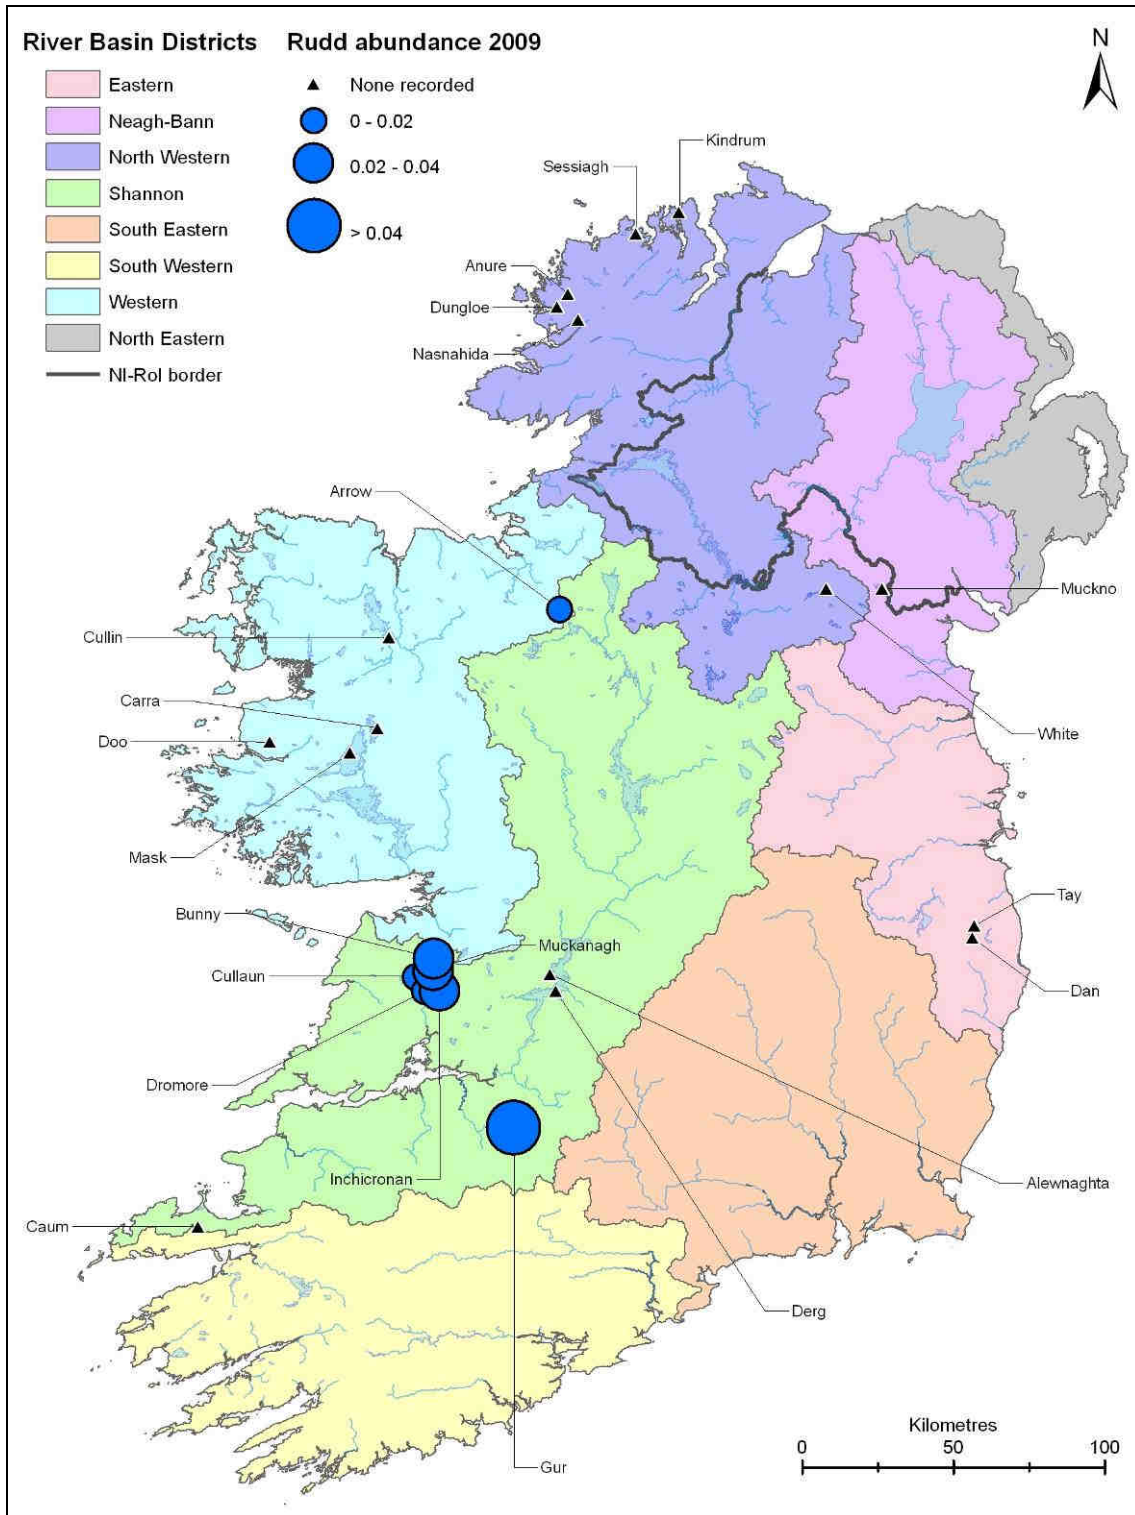 River Basin Districts
Eastern
Neagh-Bann
North Western
Shannon
South Eastern
South Western
Western
North Eastern
NI-RoI border
Rudd abundance 2009
None recorded
0 - 0.02
0.02 - 0.04
> 0.04
N
Kindrum
Sessiagh
Anure
Dungloe
Nasnahida
Arrow
Muckno
Cullin
Carra
Doo
White
Mask
Tay
Bunny
Muckanagh
Cullaun
Dan
Dromore
Inchicronan
Alewnaghta
Caum
Derg
Gur
Kilometres
0 50 100